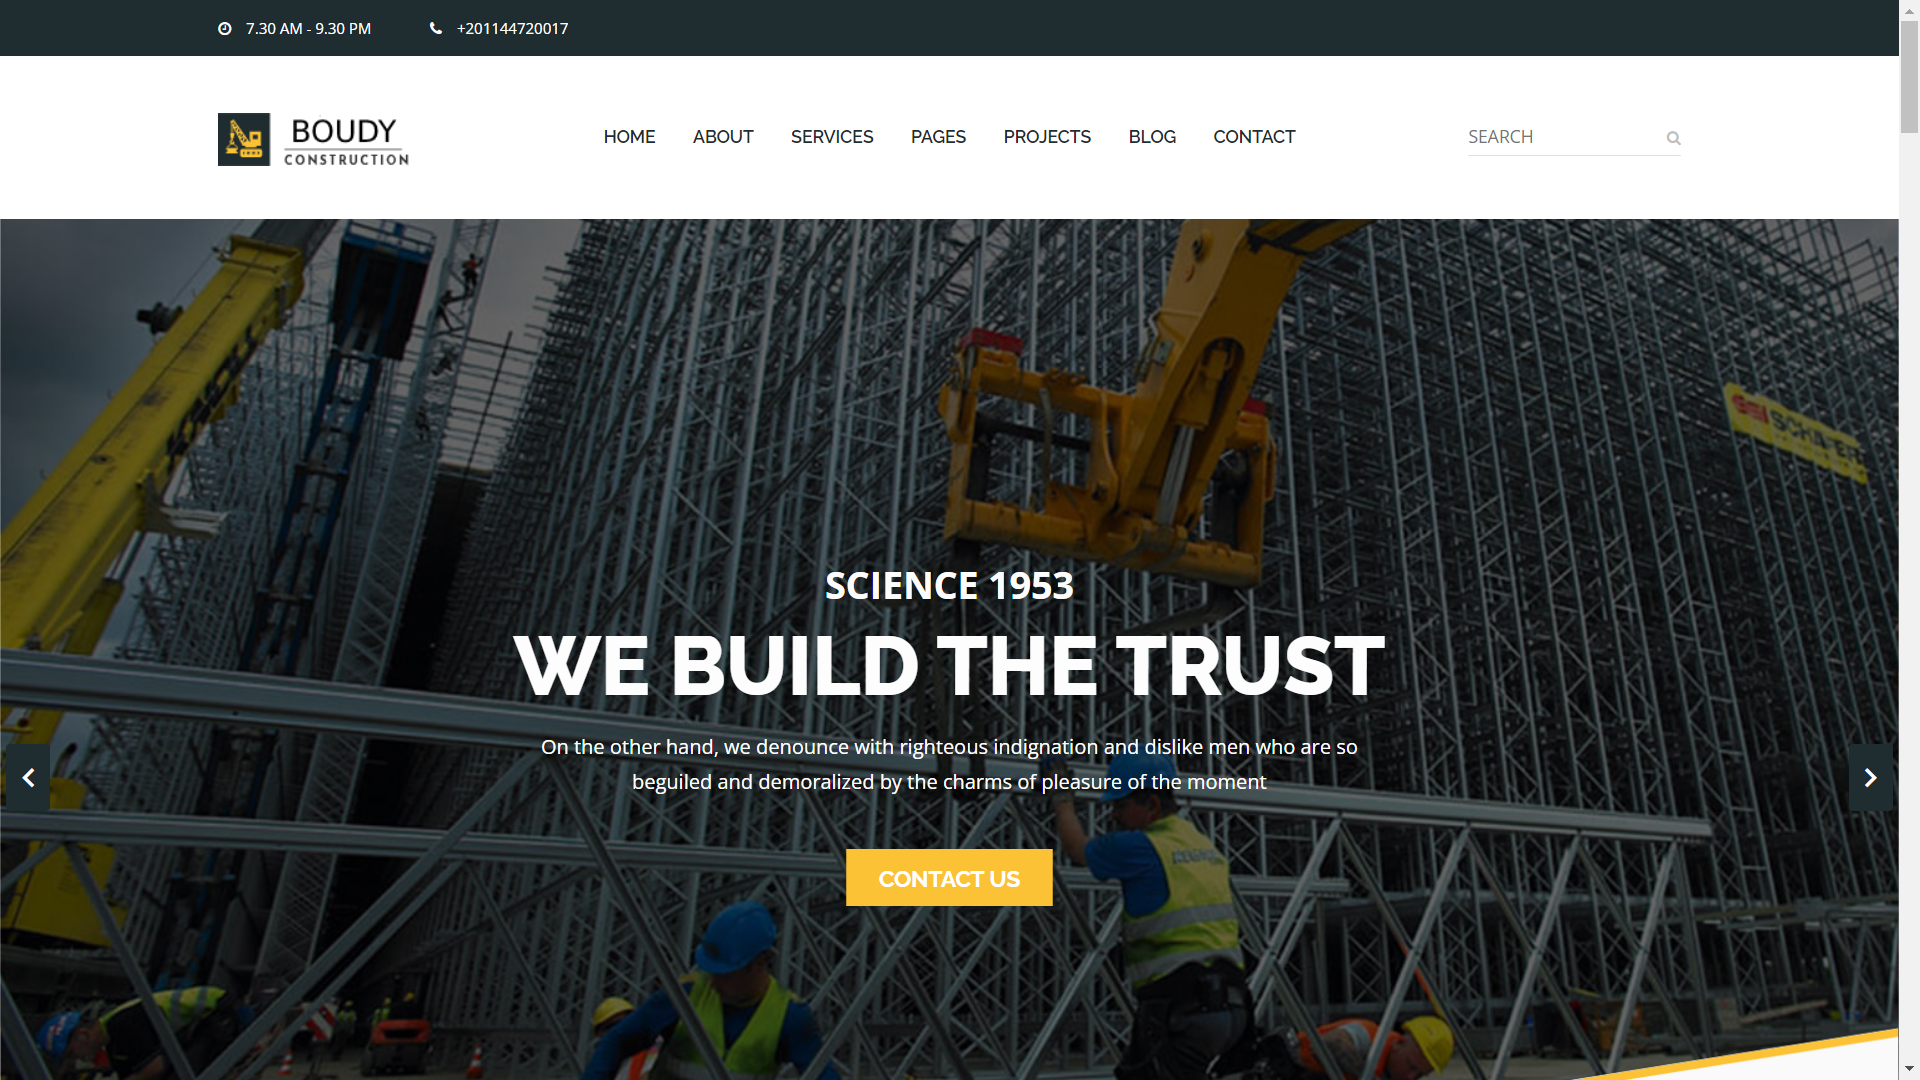 7.30 AM - 9.30 PM
+201144720017
BOUDY
CONSTRUCTION
HOME
ABOUT
SERVICES
PAGES
PROJECTS
BLOG
CONTACT
SEARCH
SCIENCE 1953
WE BUILD THE TRUST
On the other hand, we denounce with righteous indignation and dislike men who are so
beguiled and demoralized by the charms of pleasure of the moment
CONTACT US